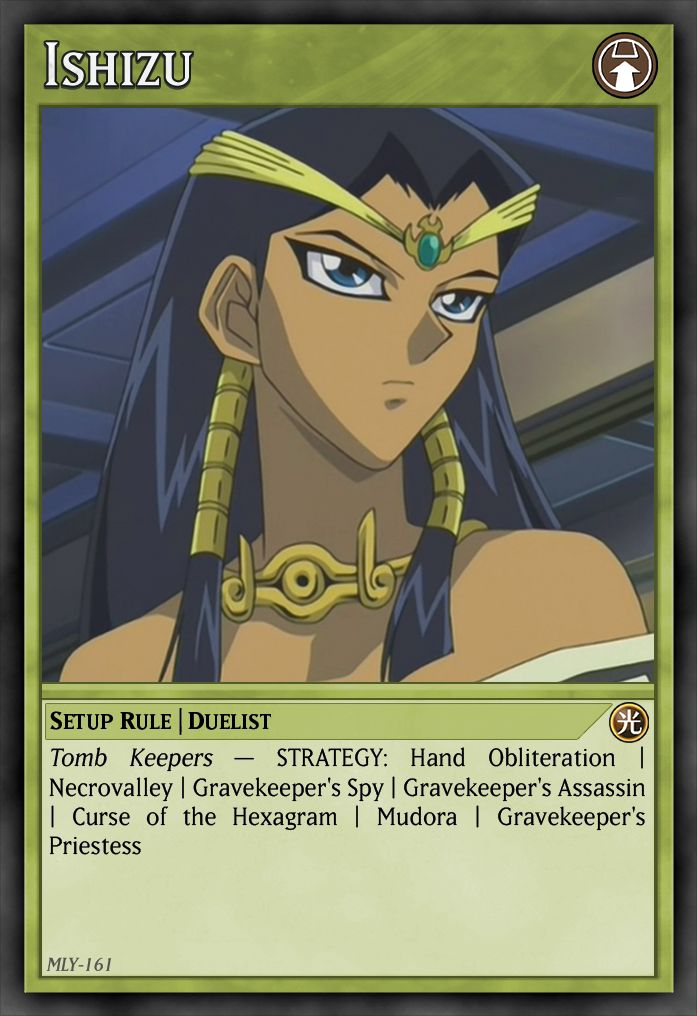 Ishizu
Setup Rule | Duelist
光
Tomb Keepers — STRATEGY: Hand Obliteration |
Necrovalley | Gravekeeper's Spy | Gravekeeper's Assassin
| Curse of the Hexagram | Mudora | Gravekeeper's
Priestess
MLY-161